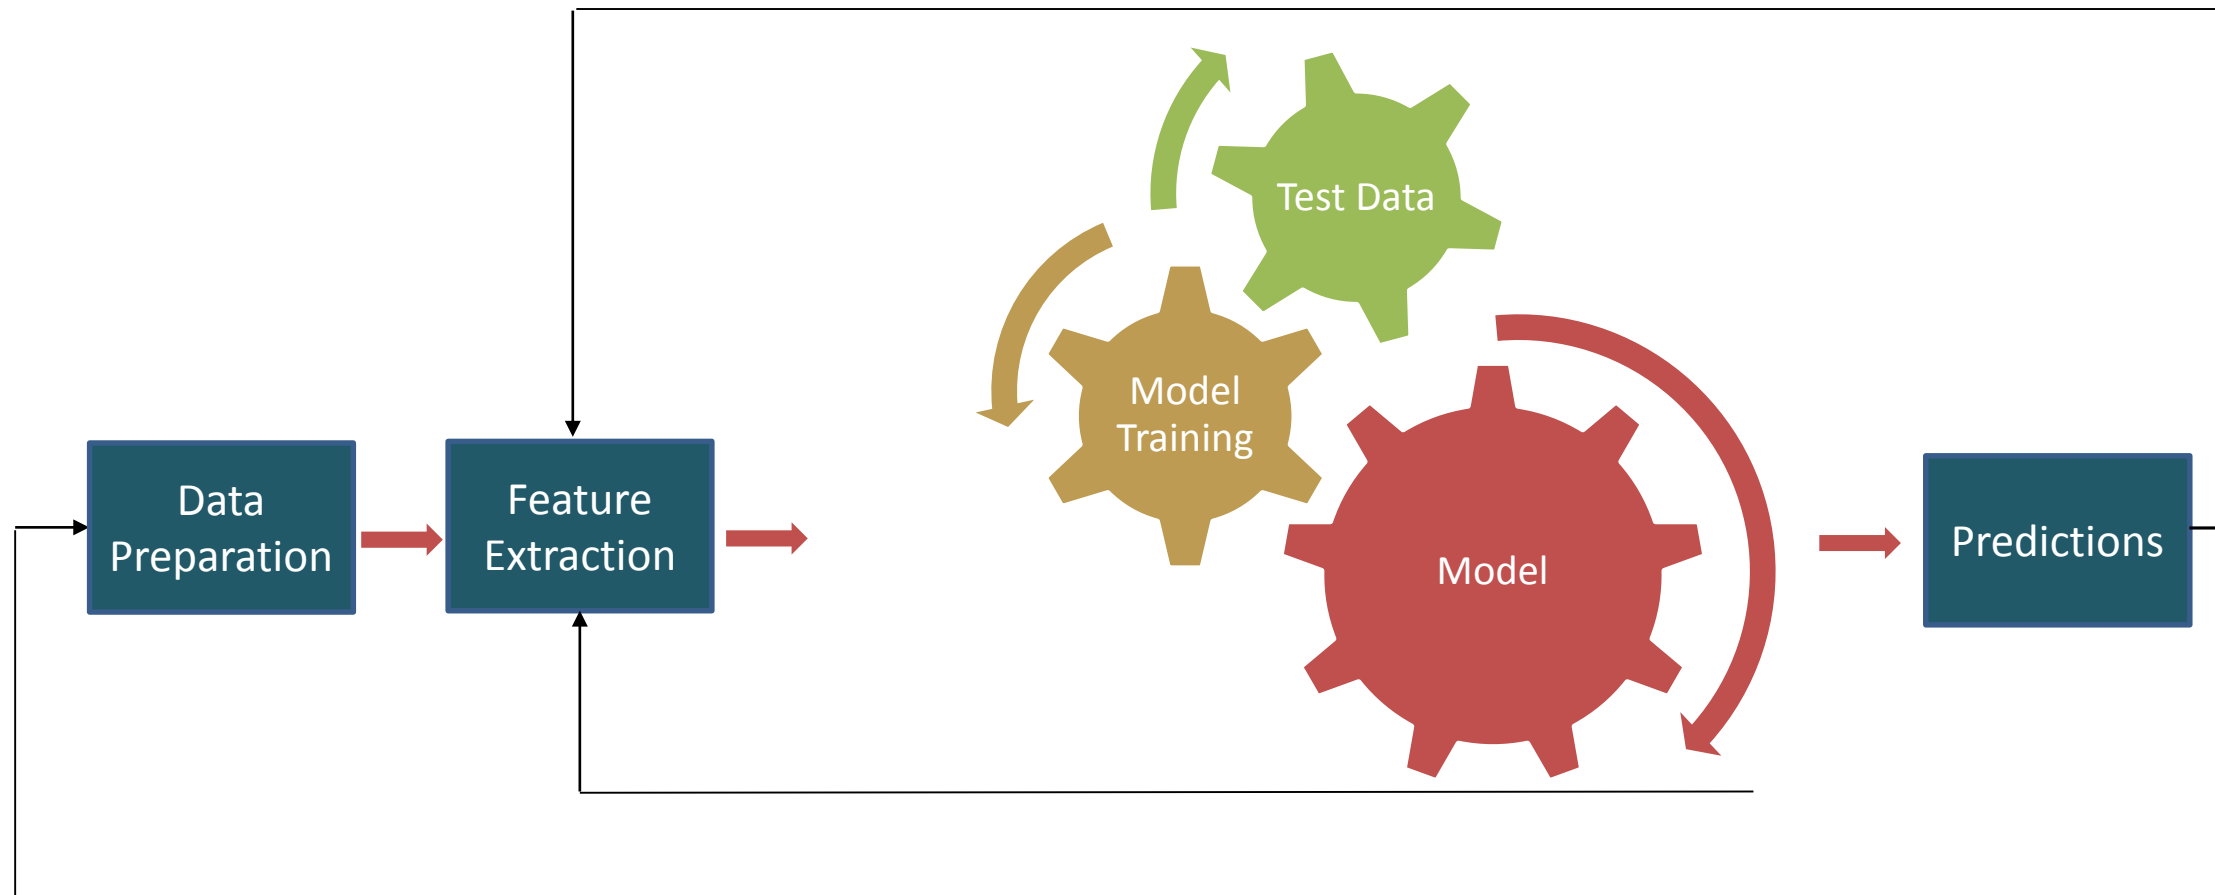 Test Data
Model
Training
Data
Preparation
Feature
Extraction
Model
Predictions